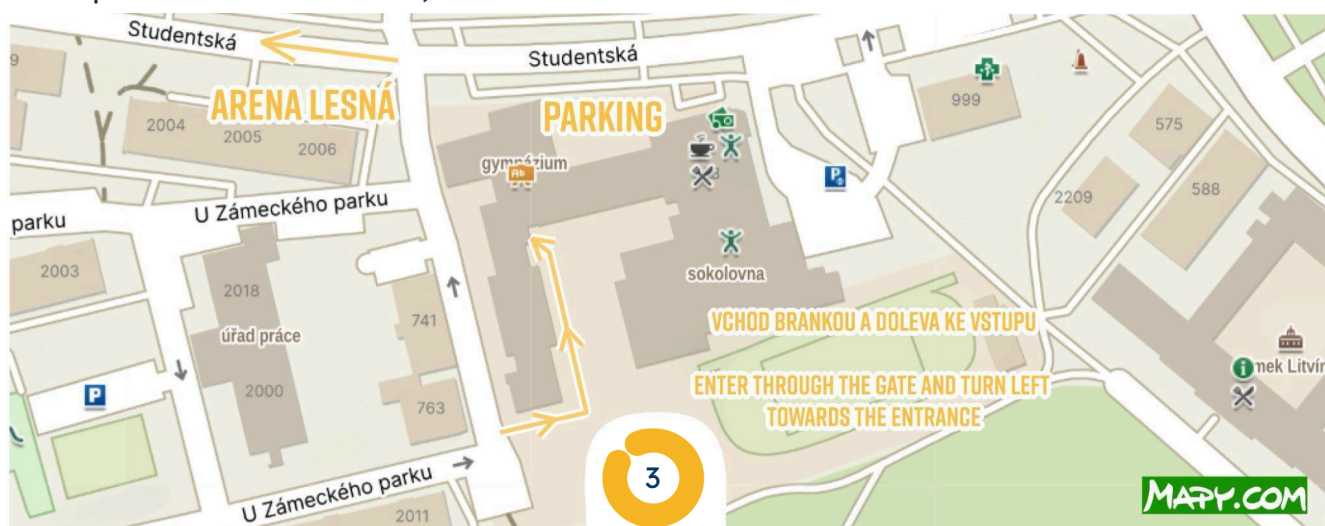 Studentská
Studentská
ARENA LESNÁ
PARKING
2004
2005
2006
gymnázium
999
575
2209
588
parku
U Zámeckého parku
2003
2018
úřad práce
741
sokolovna
VCHOD BRANKOU A DOLEVA KE VSTUPU
ENTER THROUGH THE GATE AND TURN LEFT
TOWARDS THE ENTRANCE
mek Litvín
P
P
2000
763
3
U Zámeckého parku
2011
MAPY.COM